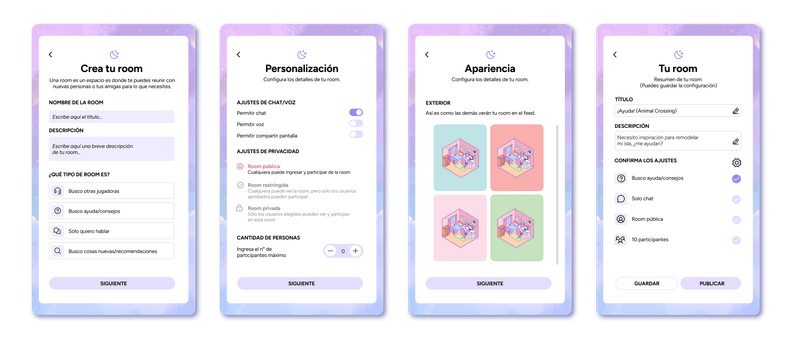 Crea tu room
Una room es un espacio es donde te puedes reunir con
nuevas personas o tus amigas para lo que necesites.
NOMBRE DE LA ROOM
Escribe aquí el título...
DESCRIPCIÓN
Escribe aquí una breve descripción
de tu room...
¿QUÉ TIPO DE ROOM ES?
Busco otras jugadoras
Busco ayuda/consejos
Sólo quiero hablar
Busco cosas nuevas/recomendaciones
SIGUIENTE
Personalización
Configura los detalles de tu room.
AJUSTES DE CHAT/VOZ
Permitir chat
Permitir voz
Permitir compartir pantalla
AJUSTES DE PRIVACIDAD
Room pública
Cualquiera puede ingresar y participar de la room
Room restringida
Cualquiera puede ver la room, pero sólo los usuarios
aprobados pueden participar.
Room privada
Sólo los usuarios elegidos pueden ver y participar
en esta room
CANTIDAD DE PERSONAS
Ingresa el n° de
participantes máximo
0
SIGUIENTE
Apariencia
Configura los detalles de tu room.
EXTERIOR
Así es como las demás verán tu room en el feed.
SIGUIENTE
Tu room
Resumen de tu room
(Puedes guardar la configuración)
TÍTULO
¡Ayuda! (Animal Crossing)
DESCRIPCIÓN
Necesito inspiración para remodelar
mi isla, ¿me ayudan?
CONFIRMA LOS AJUSTES
Busco ayuda/consejos
Solo chat
Room pública
10 participantes
GUARDAR
PUBLICAR